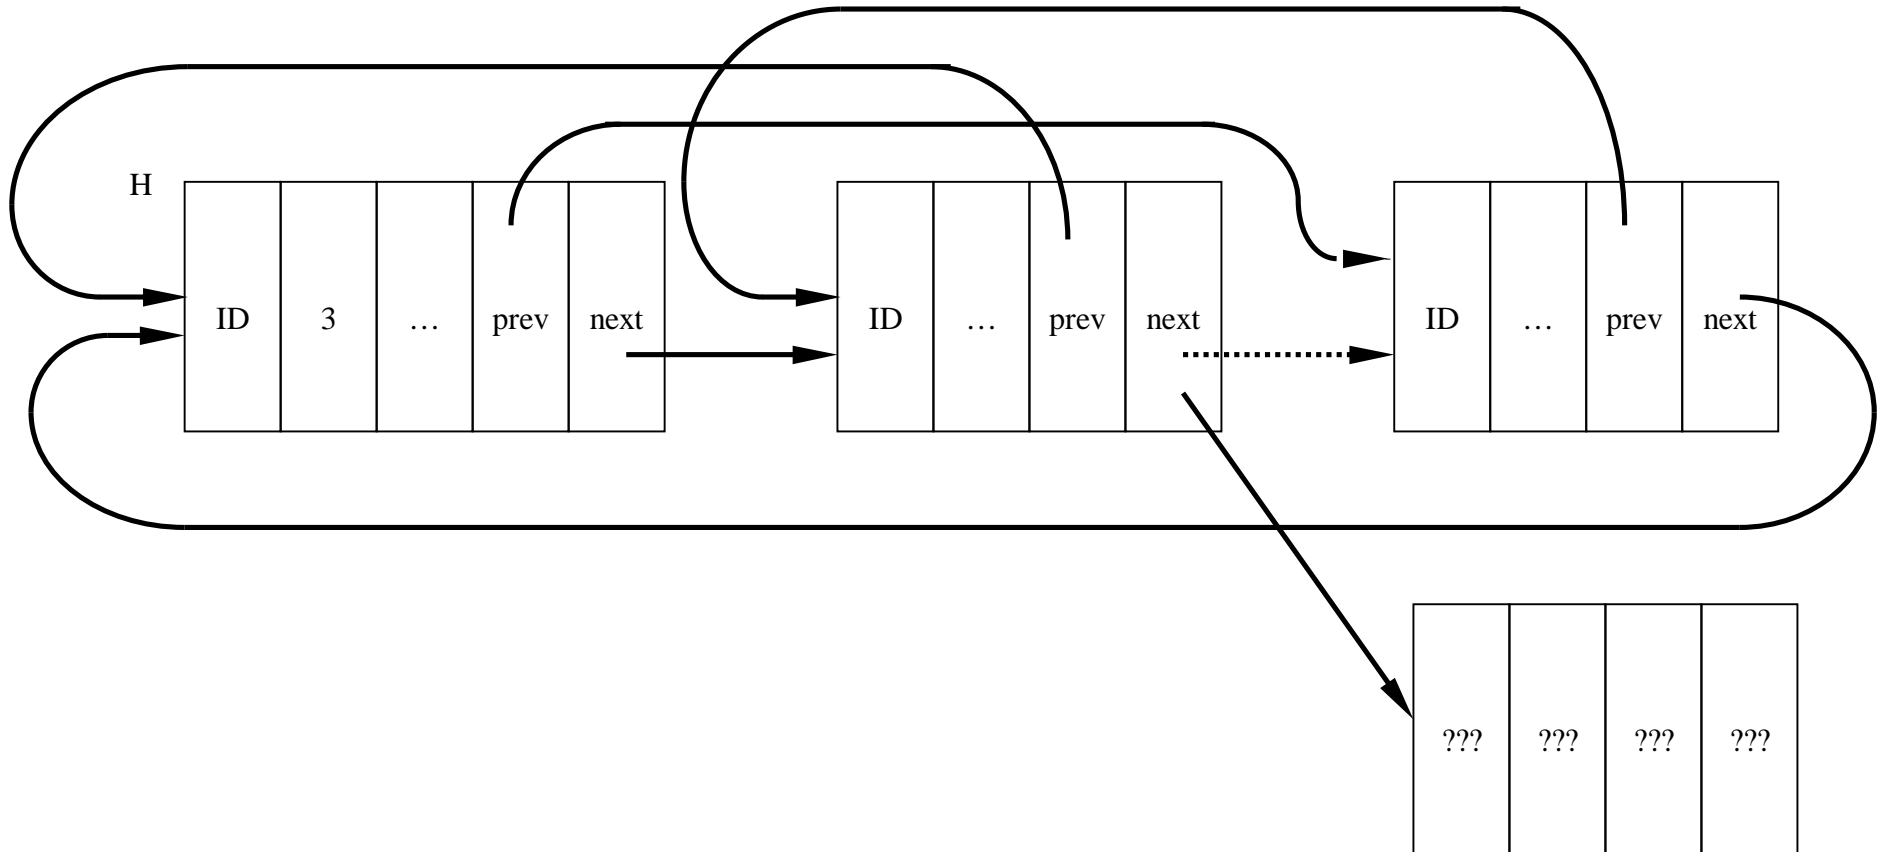 H
ID 3 … prev next
ID … prev next
ID … prev next
??? ??? ??? ???